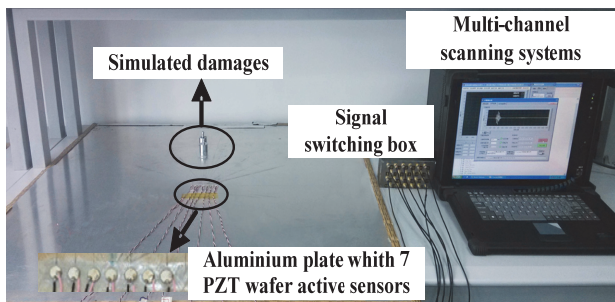 Multi-channel
scanning systems
Simulated damages
Signal
switching box
Aluminium plate whith 7
PZT wafer active sensors